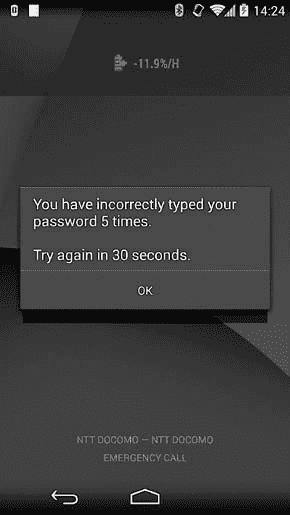 14:24
-11.9%/H
You have incorrectly typed your
password 5 times.
Try again in 30 seconds.
OK
NTT DOCOMO — NTT DOCOMO
EMERGENCY CALL